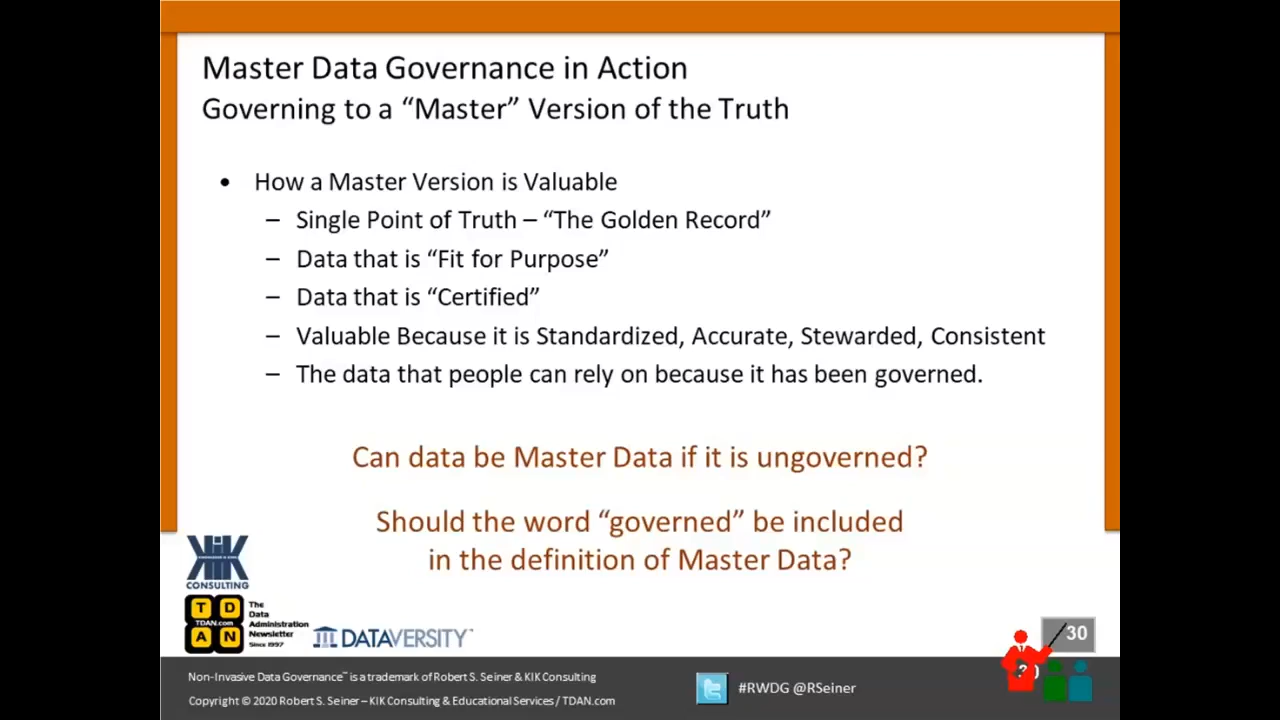 Master Data Governance in Action
Governing to a “Master” Version of the Truth
• How a Master Version is Valuable
– Single Point of Truth – “The Golden Record”
– Data that is “Fit for Purpose”
– Data that is “Certified”
– Valuable Because it is Standardized, Accurate, Stewarded, Consistent
– The data that people can rely on because it has been governed.
Can data be Master Data if it is ungoverned?
Should the word “governed” be included
in the definition of Master Data?
KIK
CONSULTING
T D
TDAN.com
A N
The
Data
Administration
Newsletter
Since 1997
DATAVERSITY™
30
Non-Invasive Data Governance™ is a trademark of Robert S. Seiner & KIK Consulting
Copyright © 2020 Robert S. Seiner – KIK Consulting & Educational Services / TDAN.com
#RWDG @RSeiner